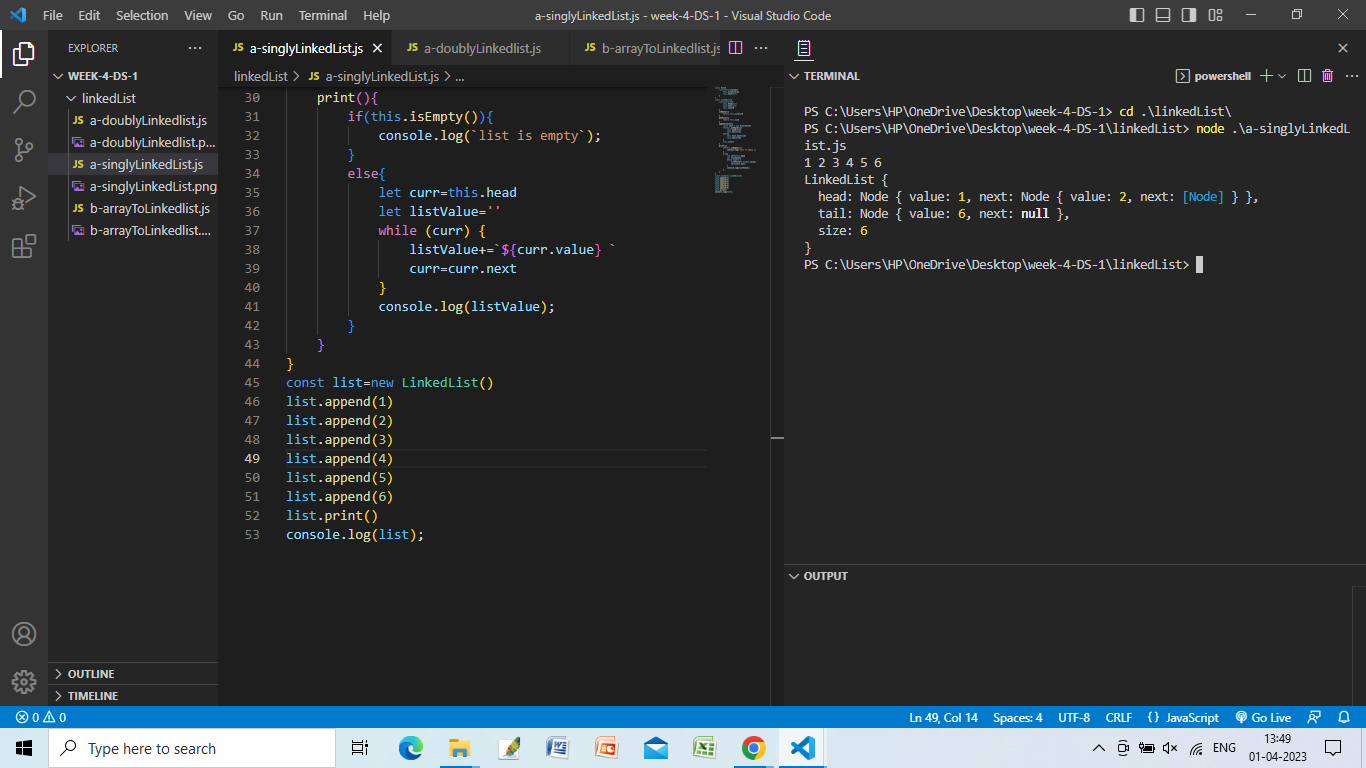 File Edit Selection View Go Run Terminal Help
a-singlyLinkedList.js - week-4-DS-1 - Visual Studio Code
EXPLORER
WEEK-4-DS-1
linkedList
JS a-doublyLinkedlist.js
a-doublyLinkedlist.p...
JS a-singlyLinkedList.js
a-singlyLinkedList.png
JS b-arrayToLinkedlist.js
b-arrayToLinkedlist....
OUTLINE
TIMELINE
JS a-singlyLinkedList.js JS a-doublyLinkedlist.js JS b-arrayToLinkedlist.js
linkedList > JS a-singlyLinkedList.js > ...
30 print(){
31 if(this.isEmpty()){
32 console.log(`list is empty`);
33 }
34 else{
35 let curr=this.head
36 let listValue=''
37 while (curr) {
38 listValue+=`${curr.value} `
39 curr=curr.next
40 }
41 console.log(listValue);
42 }
43 }
44 }
45 const list=new LinkedList()
46 list.append(1)
47 list.append(2)
48 list.append(3)
49 list.append(4)
50 list.append(5)
51 list.append(6)
52 list.print()
53 console.log(list);
TERMINAL
powershell
PS C:\Users\HP\OneDrive\Desktop\week-4-DS-1> cd .\linkedList\
PS C:\Users\HP\OneDrive\Desktop\week-4-DS-1\linkedList> node .\a-singlyLinkedL
ist.js
1 2 3 4 5 6
LinkedList {
head: Node { value: 1, next: Node { value: 2, next: [Node] } },
tail: Node { value: 6, next: null },
size: 6
}
PS C:\Users\HP\OneDrive\Desktop\week-4-DS-1\linkedList>
OUTPUT
0 0
Ln 49, Col 14 Spaces: 4 UTF-8 CRLF {} JavaScript Go Live
Type here to search
ENG
13:49
01-04-2023